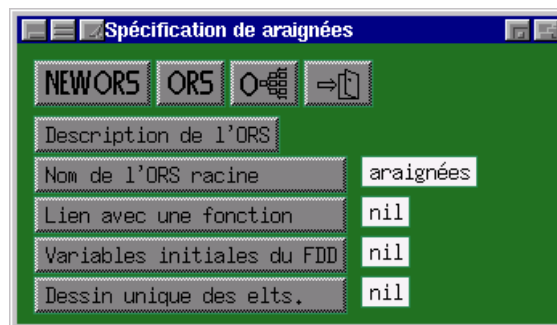 Spécification de araignées
NEWORS ORS
Description de l'ORS
Nom de l'ORS racine araignées
Lien avec une fonction nil
Variables initiales du FDD nil
Dessin unique des elts. nil